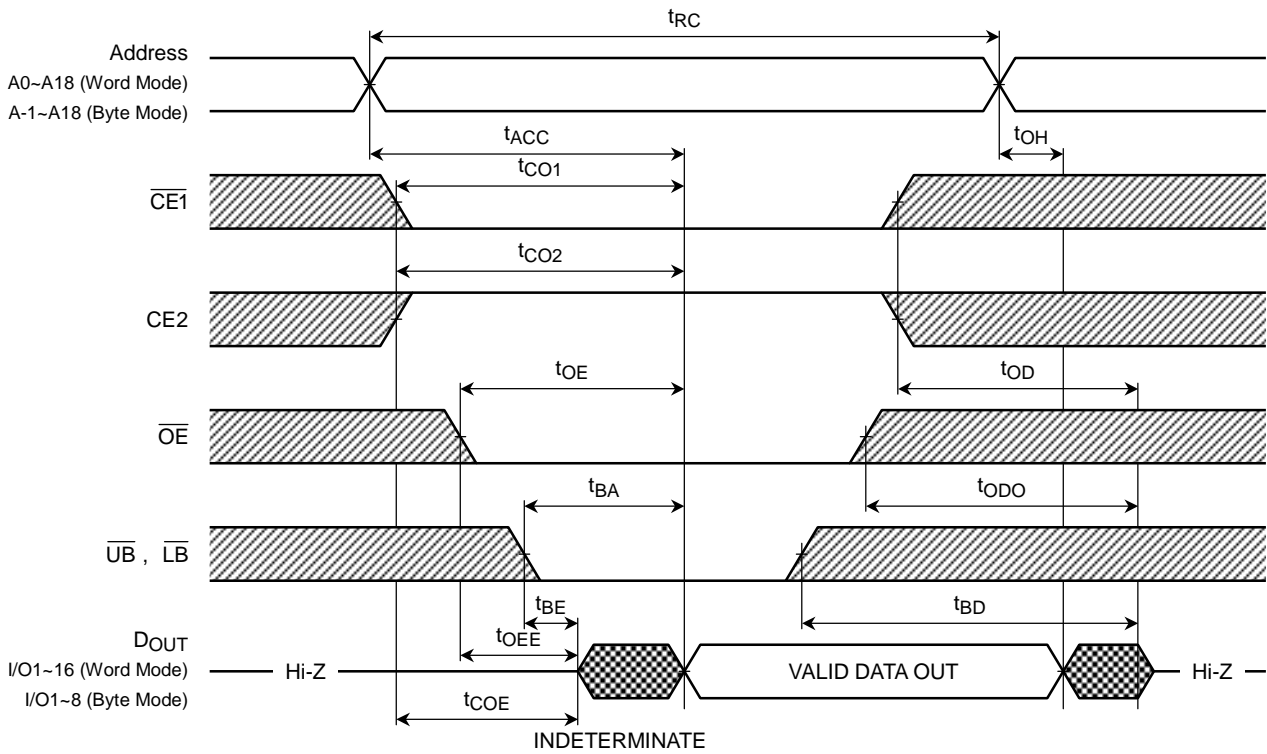 tRC
Address
A0~A18 (Word Mode)
A-1~A18 (Byte Mode)
tACC
tOH
tCO1
CE1
tCO2
CE2
tOE
tOD
OE
tBA
tODO
UB , LB
tBE
tBD
DOUT
tOEE
I/O1~16 (Word Mode)
Hi-Z
VALID DATA OUT
Hi-Z
I/O1~8 (Byte Mode)
tCOE
INDETERMINATE